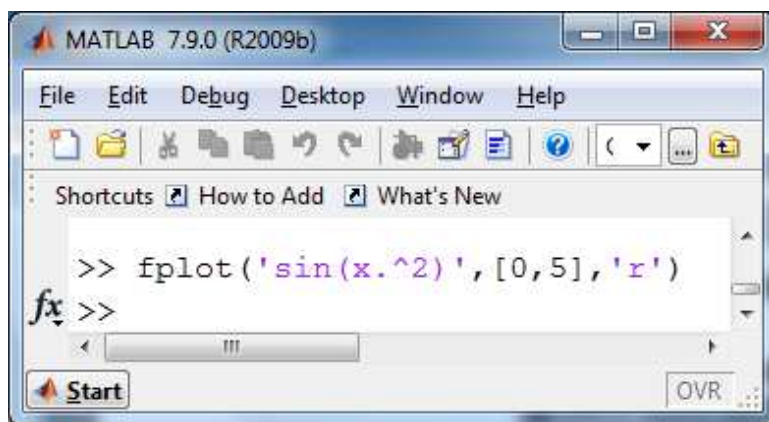 MATLAB 7.9.0 (R2009b)
File Edit Debug Desktop Window Help
Shortcuts How to Add What's New
>> fplot('sin(x.^2)',[0,5],'r')
fx >>
Start OVR